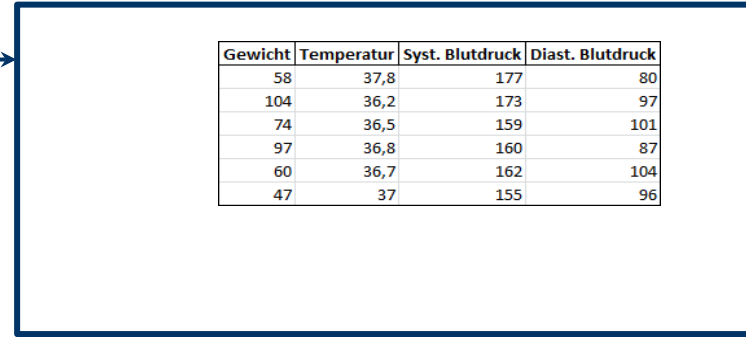 Gewicht Temperatur Syst. Blutdruck Diast. Blutdruck
58 37,8 177 80
104 36,2 173 97
74 36,5 159 101
97 36,8 160 87
60 36,7 162 104
47 37 155 96